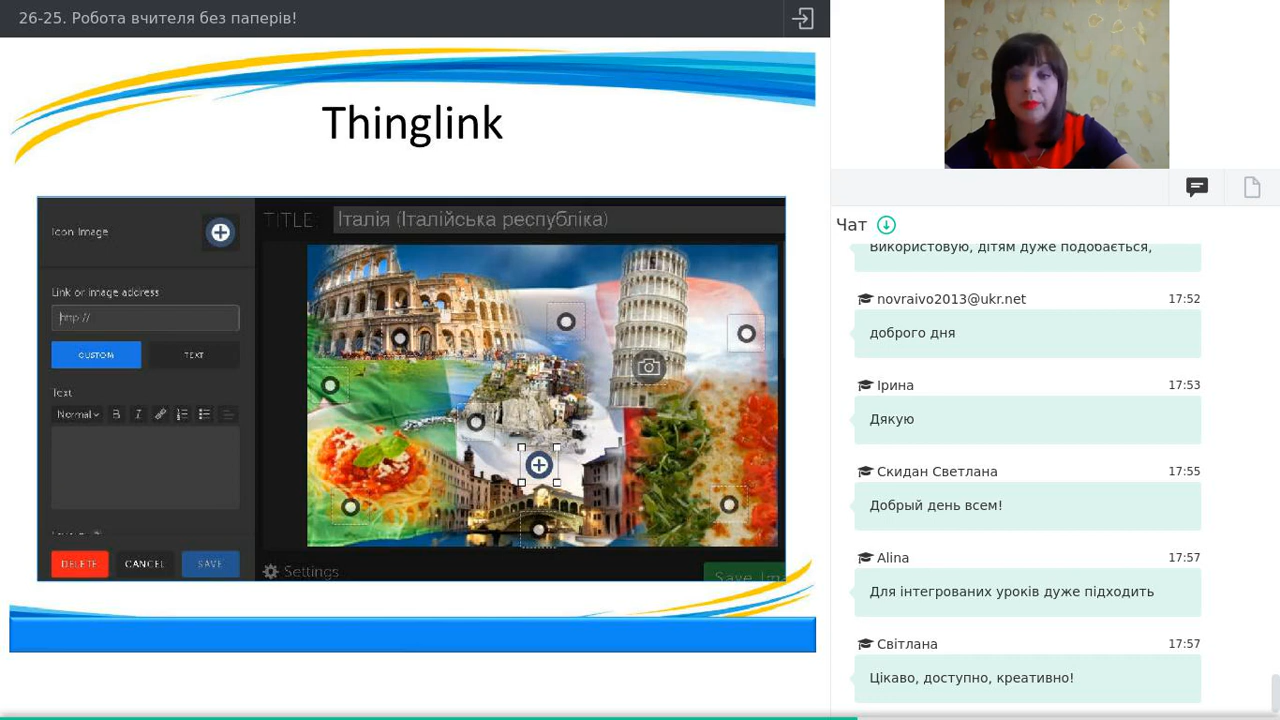 26-25. Робота вчителя без паперів!
Thinglink
Icon Image
Link or image address
http://
CUSTOM
TEXT
Text
Normal
B
I
DELETE
CANCEL
SAVE
TITLE
Італія (Італійська республіка)
Settings
Save Ima
Чат
Використовую, дітям дуже подобається,
novraivo2013@ukr.net 17:52
доброго дня
Ірина 17:53
Дякую
Скидан Светлана 17:55
Добрый день всем!
Alina 17:57
Для інтегрованих уроків дуже підходить
Світлана 17:57
Цікаво, доступно, креативно!